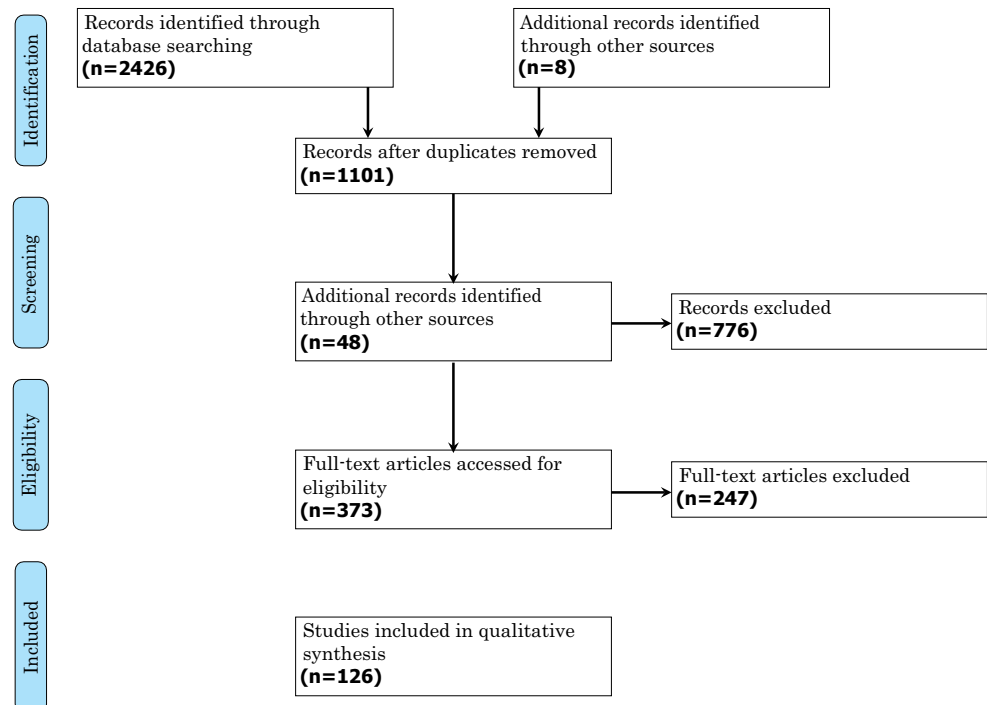 Identification
Records identified through
database searching
(n=2426)
Additional records identified
through other sources
(n=8)
Records after duplicates removed
(n=1101)
Screening
Additional records identified
through other sources
(n=48)
Records excluded
(n=776)
Eligibility
Full-text articles accessed for
eligibility
(n=373)
Full-text articles excluded
(n=247)
Included
Studies included in qualitative
synthesis
(n=126)